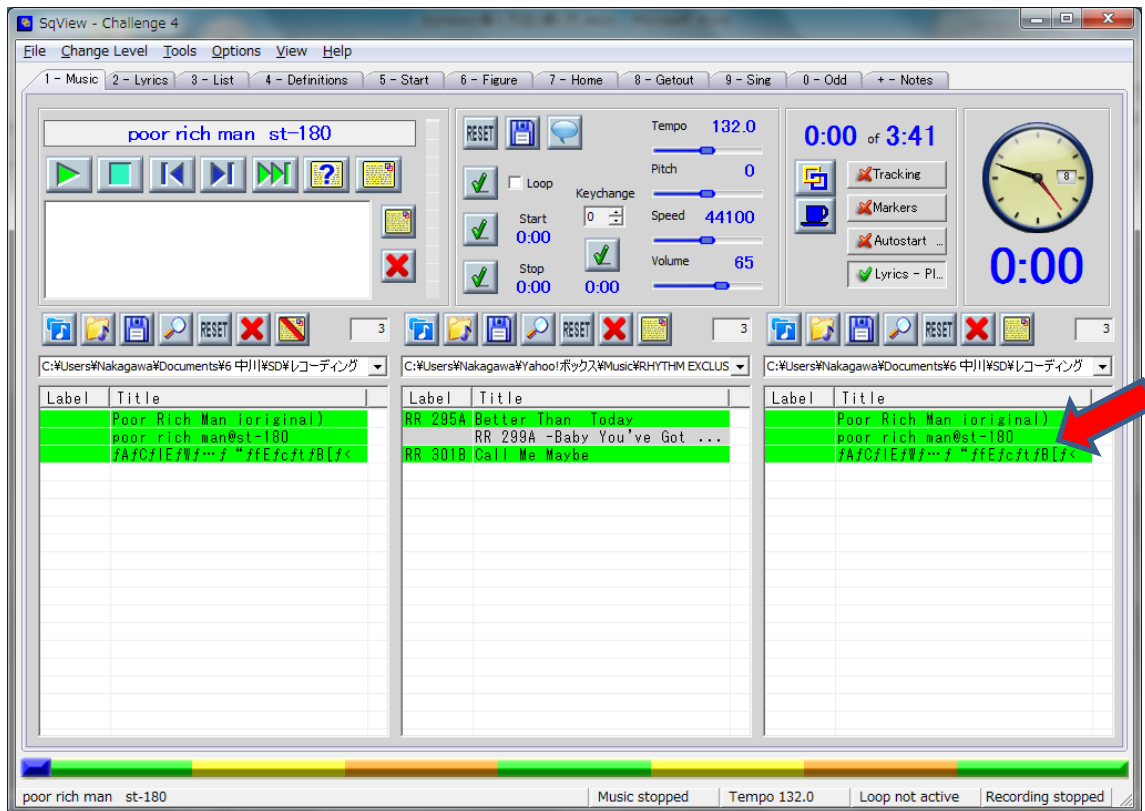 SqView - Challenge 4
File Change Level Tools Options View Help
1 - Music 2 - Lyrics 3 - List 4 - Definitions 5 - Start 6 - Figure 7 - Home 8 - Getout 9 - Sing 0 - Odd + - Notes
poor rich man st-180
RESET
Tempo 132.0
Pitch 0
Speed 44100
Volume 65
Loop
Keychange
0
Start
0:00
Stop
0:00
0:00
0:00 of 3:41
Tracking
Markers
Autostart ...
Lyrics - Pl...
8
0:00
RESET 3
RESET 3
RESET 3
C:¥Users¥Nakagawa¥Documents¥6 中川¥SD¥レコーディング
C:¥Users¥Nakagawa¥Yahoo!ボックス¥Music¥RHYTHM EXCLUS
C:¥Users¥Nakagawa¥Documents¥6 中川¥SD¥レコーディング
Label Title
Poor Rich Man ioriginal)
poor rich man@st-180
ƒAƒCƒlEƒWƒ…ƒ“ƒfEƒcƒtƒB[ƒ<
Label Title
RR 295A Better Than Today
RR 299A -Baby You've Got ...
RR 301B Call Me Maybe
Label Title
Poor Rich Man ioriginal)
poor rich man@st-180
ƒAƒCƒlEƒWƒ…ƒ“ƒfEƒcƒtƒB[ƒ<
poor rich man st-180
Music stopped
Tempo 132.0
Loop not active
Recording stopped